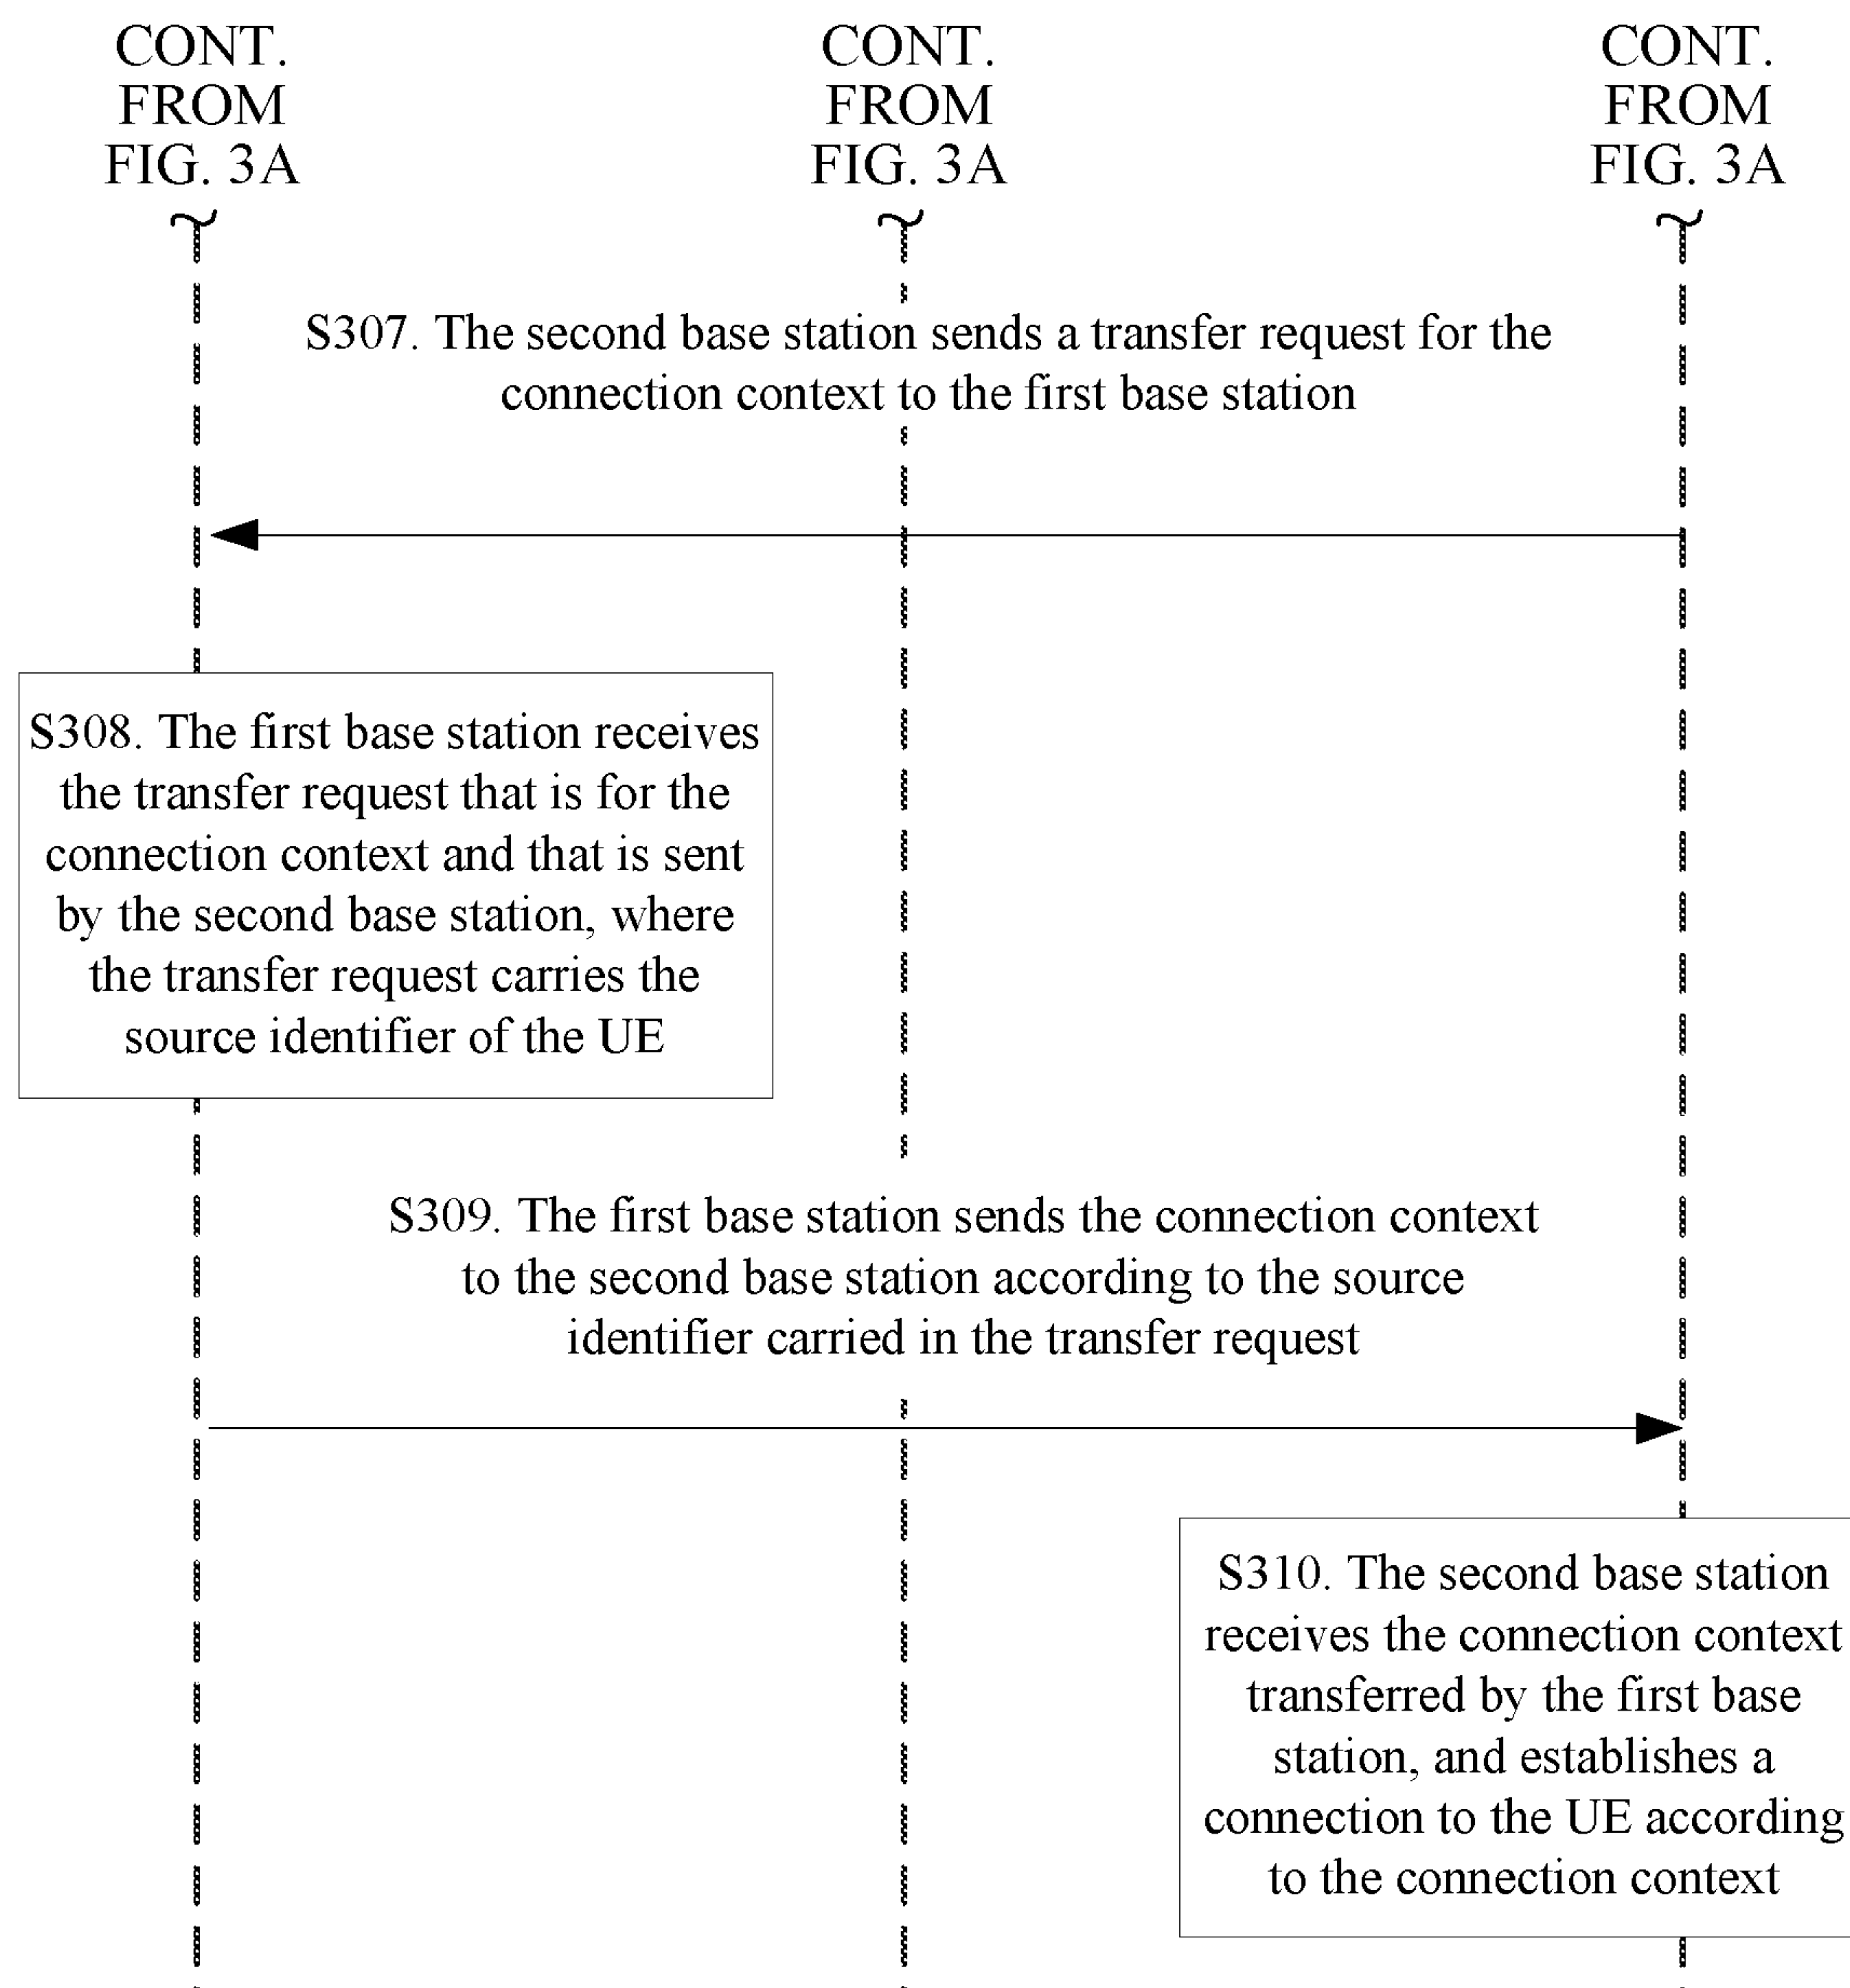 CONT.
FROM
FIG. 3A
CONT.
FROM
FIG. 3A
CONT.
FROM
FIG. 3A
S307. The second base station sends a transfer request for the
connection context to the first base station
S308. The first base station receives
the transfer request that is for the
connection context and that is sent
by the second base station, where
the transfer request carries the
source identifier of the UE
S309. The first base station sends the connection context
to the second base station according to the source
identifier carried in the transfer request
S310. The second base station
receives the connection context
transferred by the first base
station, and establishes a
connection to the UE according
to the connection context